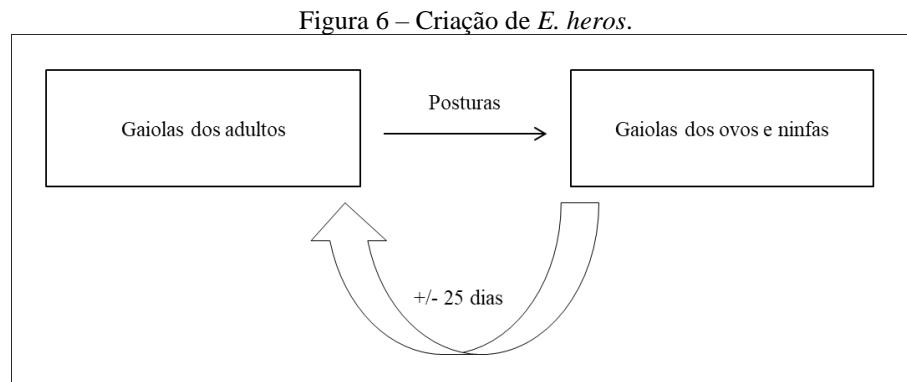 Figura 6 – Criação de E. heros.
Posturas
Gaiolas dos adultos
Gaiolas dos ovos e ninfas
+/- 25 dias